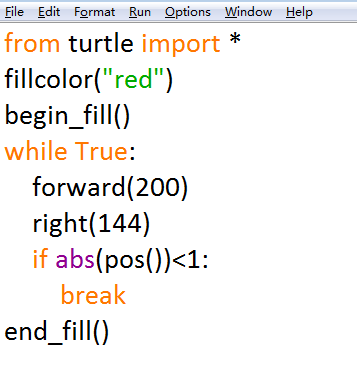 File Edit Format Run Options Window Help
from turtle import *
fillcolor("red")
begin_fill()
while True:
    forward(200)
    right(144)
    if abs(pos())<1:
        break
end_fill()